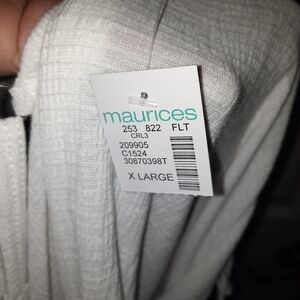 maurices
253 822 FLT
CRL3
209905
C1524
30870398T
X LARGE